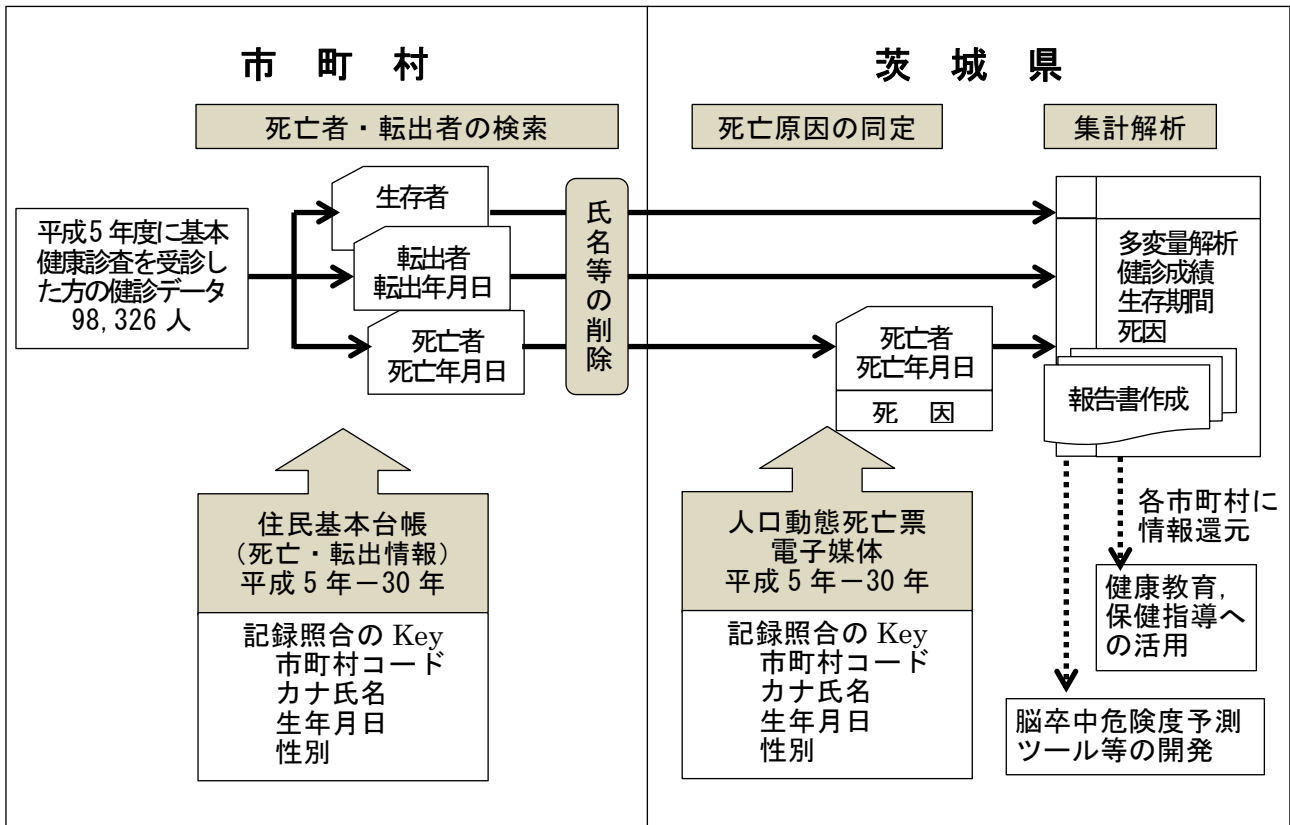 市 町 村
死亡者・転出者の検索
平成5年度に基本
健康診査を受診し
た方の健診データ
98,326人
生存者
転出者
転出年月日
死亡者
死亡年月日
氏名等の削除
住民基本台帳
(死亡・転出情報)
平成5年－30年
記録照合の Key
市町村コード
カナ氏名
生年月日
性別
茨 城 県
死亡原因の同定
集計解析
死亡者
死亡年月日
死 因
人口動態死亡票
電子媒体
平成5年－30年
記録照合の Key
市町村コード
カナ氏名
生年月日
性別
多変量解析
健診成績
生存期間
死因
報告書作成
各市町村に
情報還元
健康教育,
保健指導へ
の活用
脳卒中危険度予測
ツール等の開発